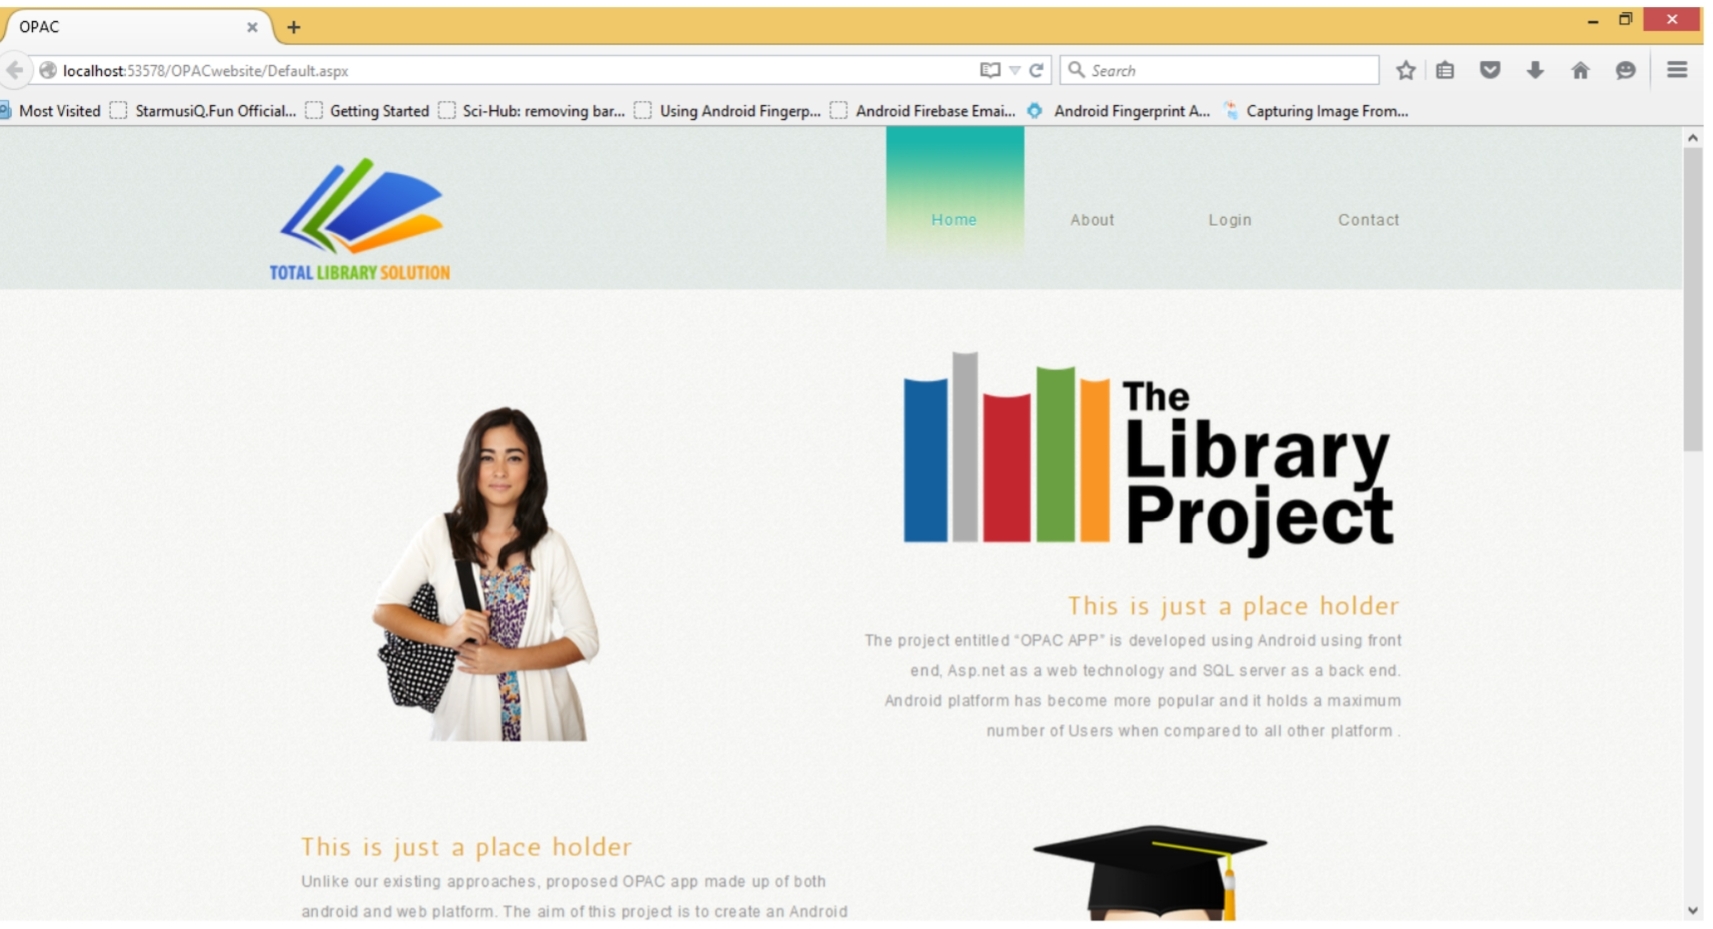 OPAC
localhost:53578/OPACwebsite/Default.aspx
Search
Most Visited StarmusiQ.Fun Official... Getting Started Sci-Hub: removing bar... Using Android Fingerp... Android Firebase Emai... Android Fingerprint A... Capturing Image From...
Home About Login Contact
TOTAL LIBRARY SOLUTION
The
Library
Project
This is just a place holder
The project entitled “OPAC APP” is developed using Android using front
end, Asp.net as a web technology and SQL server as a back end.
Android platform has become more popular and it holds a maximum
number of Users when compared to all other platform .
This is just a place holder
Unlike our existing approaches, proposed OPAC app made up of both
android and web platform. The aim of this project is to create an Android